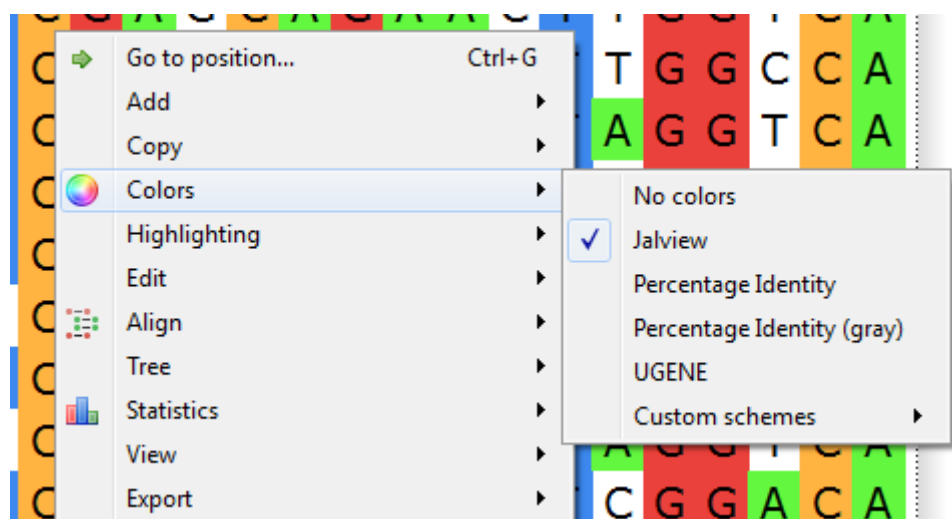 C G A G C A G A A C T T G G T C A
C Go to position... Ctrl+G T G G C C A
Add
C Copy A G G T C A
C Colors
No colors
C Highlighting
Jalview
Edit
Percentage Identity
C Align
Percentage Identity (gray)
C Tree
UGENE
Statistics
Custom schemes
C View A G G T C A
C Export C G G A C A